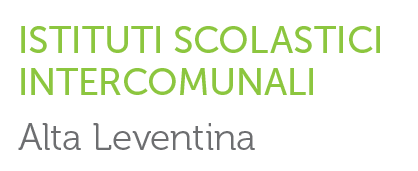 ISTITUTI SCOLASTICI
INTERCOMUNALI
Alta Leventina